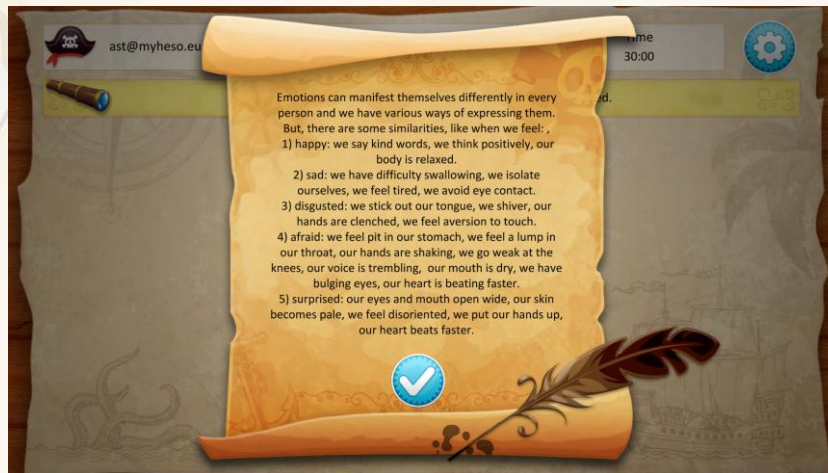 ast@myheso.eu
Time
30:00
ed.
Emotions can manifest themselves differently in every
person and we have various ways of expressing them.
But, there are some similarities, like when we feel: ,
1) happy: we say kind words, we think positively, our
body is relaxed.
2) sad: we have difficulty swallowing, we isolate
ourselves, we feel tired, we avoid eye contact.
3) disgusted: we stick out our tongue, we shiver, our
hands are clenched, we feel aversion to touch.
4) afraid: we feel pit in our stomach, we feel a lump in
our throat, our hands are shaking, we go weak at the
knees, our voice is trembling,  our mouth is dry, we have
bulging eyes, our heart is beating faster.
5) surprised: our eyes and mouth open wide, our skin
becomes pale, we feel disoriented, we put our hands up,
our heart beats faster.